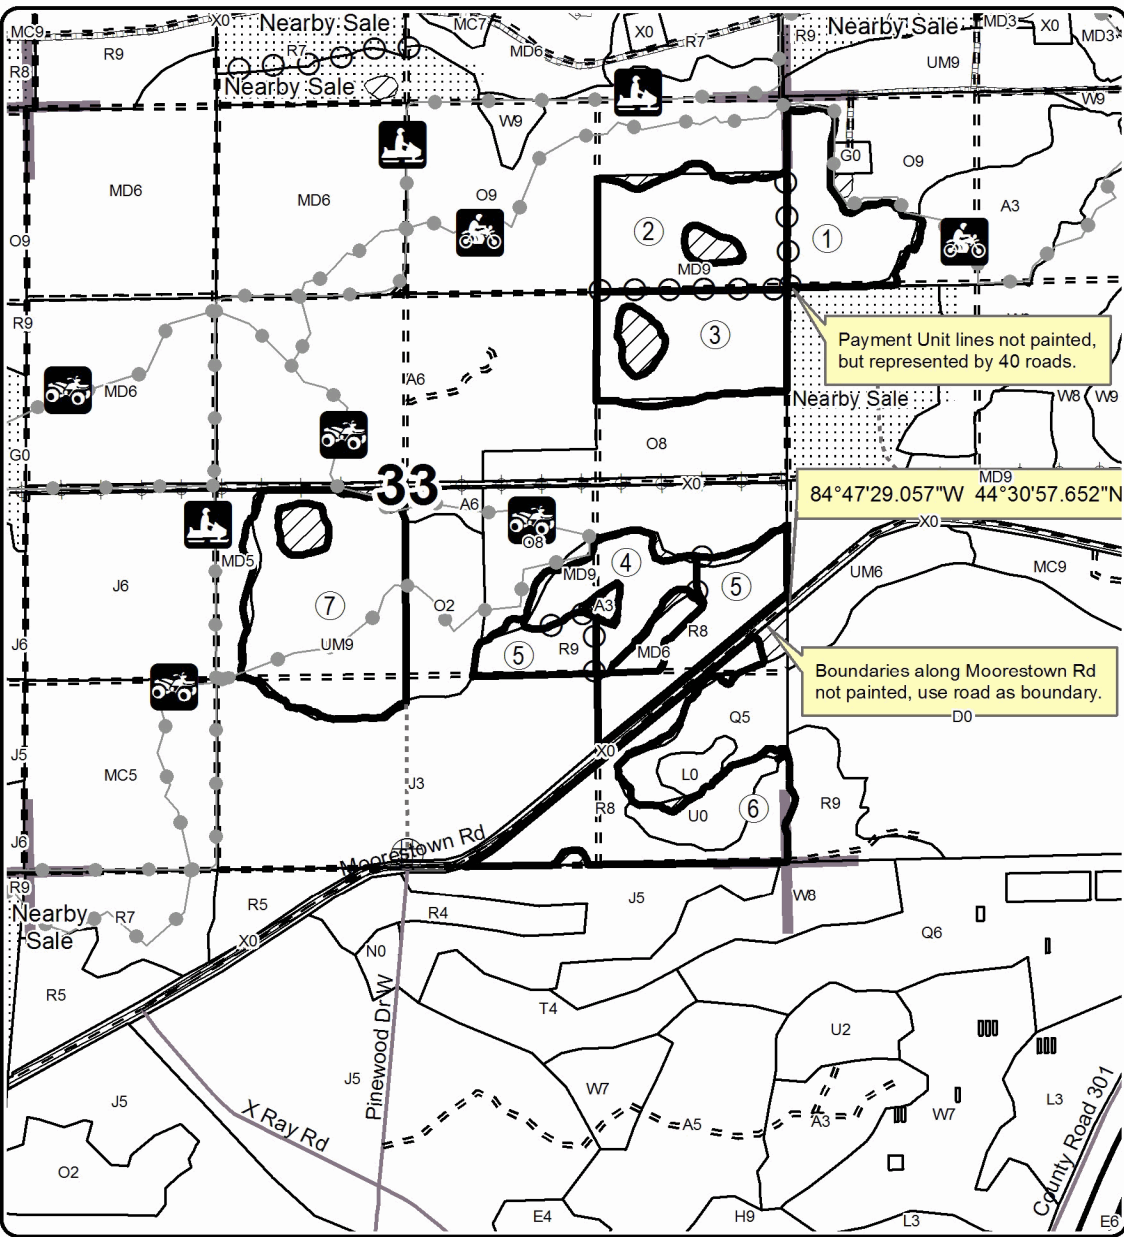 MC9
X0
Nearby Sale
MC7
X0
R9
Nearby Sale
MD3
X0
MD3
R9
R7
MD6
R7
UM9
R8
Nearby Sale
W9
W9
G0
O9
MD6
MD6
O9
A3
O9
2
1
MD9
R9
3
Payment Unit lines not painted,
but represented by 40 roads.
MD6
A6
Nearby Sale
W8
W9
G0
O8
33
X0
MD9
84°47'29.057"W 44°30'57.652"N
A6
X0
O8
MD5
MD9
4
5
UM6
MC9
J6
7
O2
A3
R8
J6
UM9
5
R9
MD6
Boundaries along Moorestown Rd
not painted, use road as boundary.
Q5
D0
J5
X0
MC5
J3
L0
R8
U0
6
R9
J6
Moorestown Rd
R9
Nearby
Sale
R7
R5
R4
J5
W8
X0
N0
Q6
R5
T4
Pinewood Dr W
U2
J5
W7
J5
X Ray Rd
A5
A3
W7
L3
County Road 301
O2
E4
H9
L3
E6